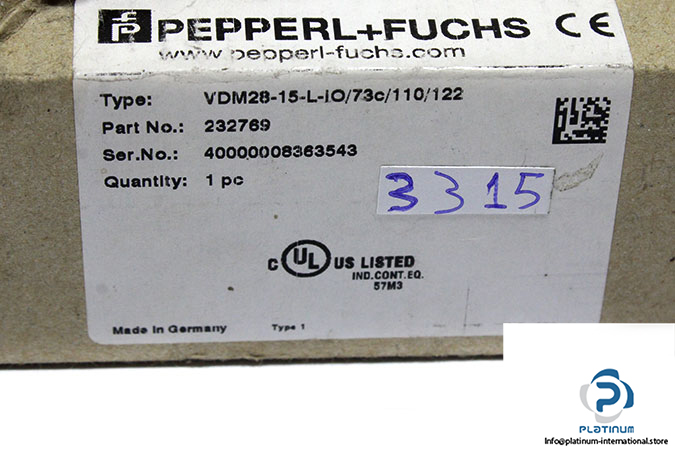 PEPPERL+FUCHS CE
www.pepperl-fuchs.com
Type: VDM28-15-L-IO/73c/110/122
Part No.: 232769
Ser.No.: 40000008363543
Quantity: 1 pc
3315
C UL US LISTED
IND.CONT.EQ.
57M3
Made in Germany Type 1
PLATINUM
Info@platinum-international.store